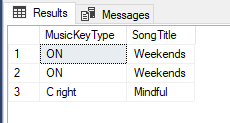 Results Messages
MusicKeyType SongTitle
1 ON Weekends
2 ON Weekends
3 C right Mindful